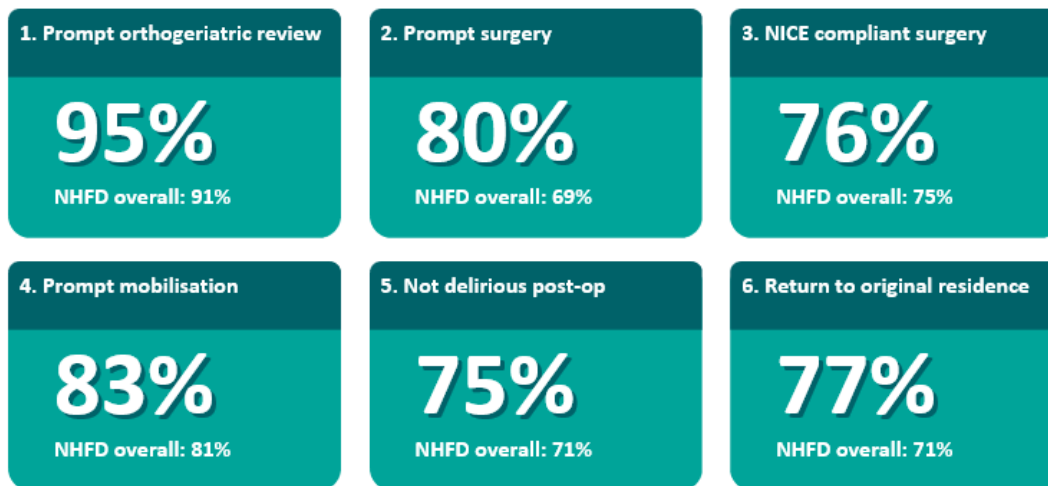 1. Prompt orthogeriatric review
95%
NHFD overall: 91%
2. Prompt surgery
80%
NHFD overall: 69%
3. NICE compliant surgery
76%
NHFD overall: 75%
4. Prompt mobilisation
83%
NHFD overall: 81%
5. Not delirious post-op
75%
NHFD overall: 71%
6. Return to original residence
77%
NHFD overall: 71%